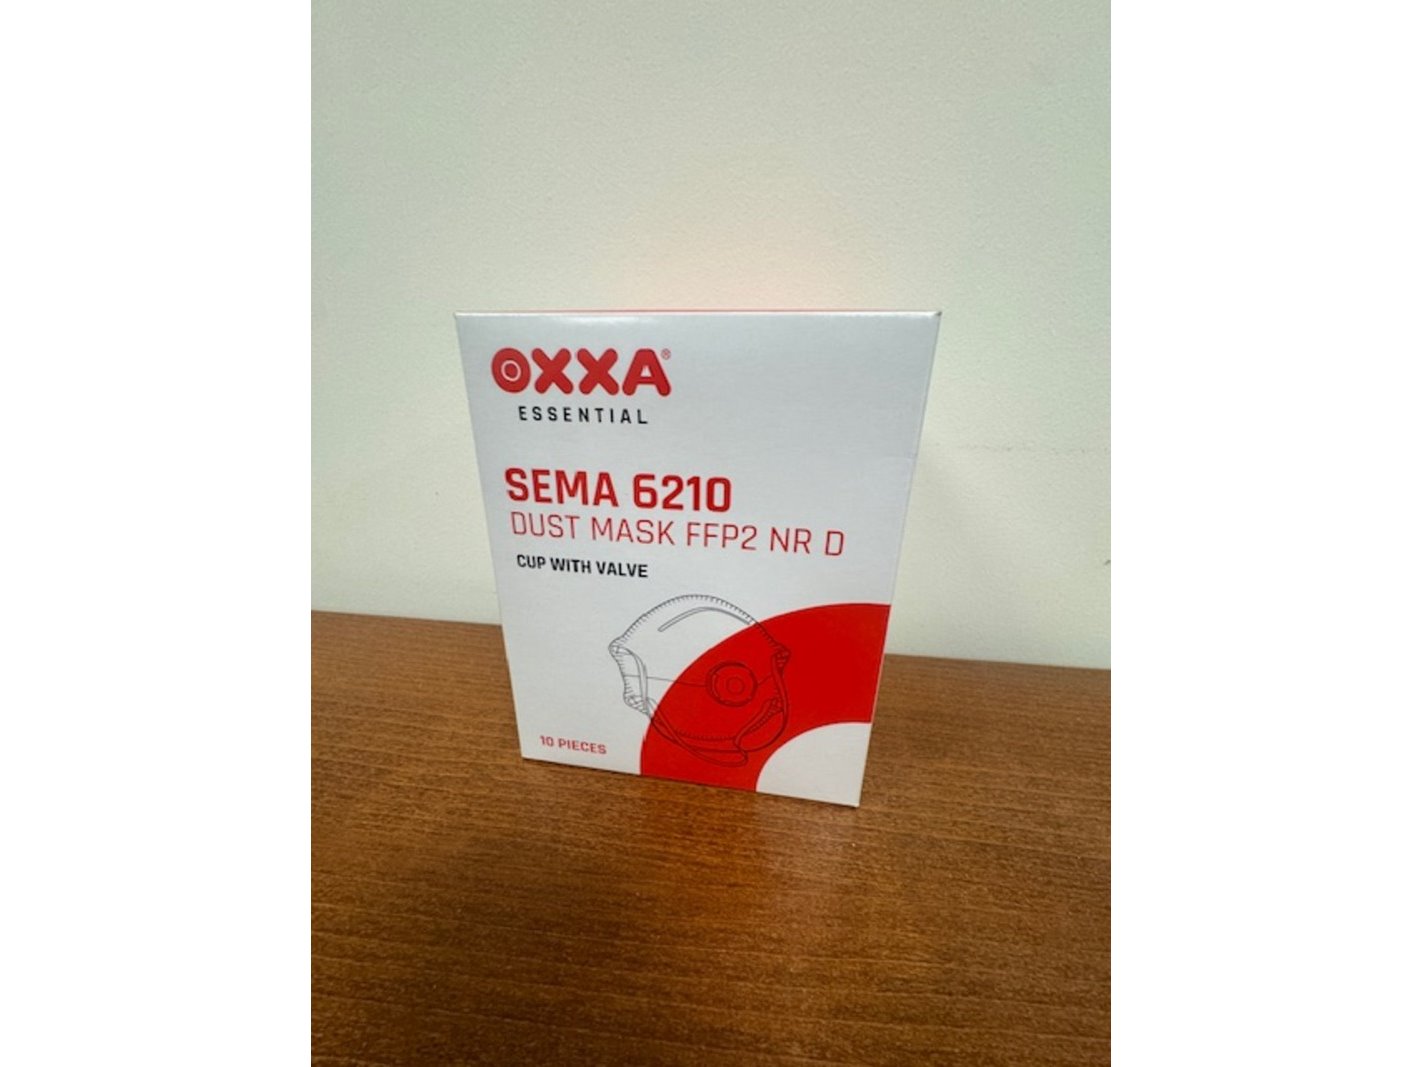 OXXA®
ESSENTIAL
SEMA 6210
DUST MASK FFP2 NR D
CUP WITH VALVE
10 PIECES